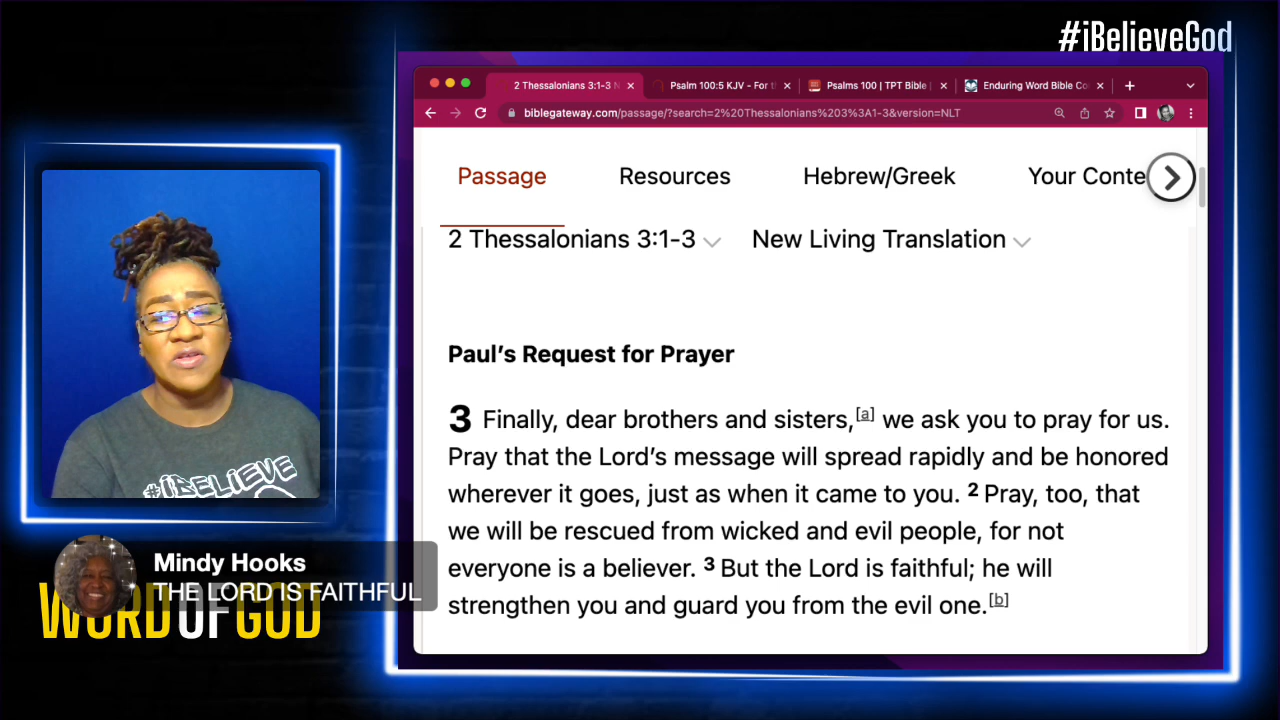 #iBelieveGod
2 Thessalonians 3:1-3 N
Psalm 100:5 KJV - For t
Psalms 100 | TPT Bible |
Enduring Word Bible Co
biblegateway.com/passage/?search=2%20Thessalonians%203%3A1-3&version=NLT
Passage
Resources
Hebrew/Greek
Your Conte
2 Thessalonians 3:1-3
New Living Translation
Paul's Request for Prayer
3 Finally, dear brothers and sisters,[a] we ask you to pray for us.
Pray that the Lord's message will spread rapidly and be honored
wherever it goes, just as when it came to you. 2 Pray, too, that
we will be rescued from wicked and evil people, for not
everyone is a believer. 3 But the Lord is faithful; he will
strengthen you and guard you from the evil one.[b]
#iBELIEVE
Mindy Hooks
THE LORD IS FAITHFUL
WORD OF GOD